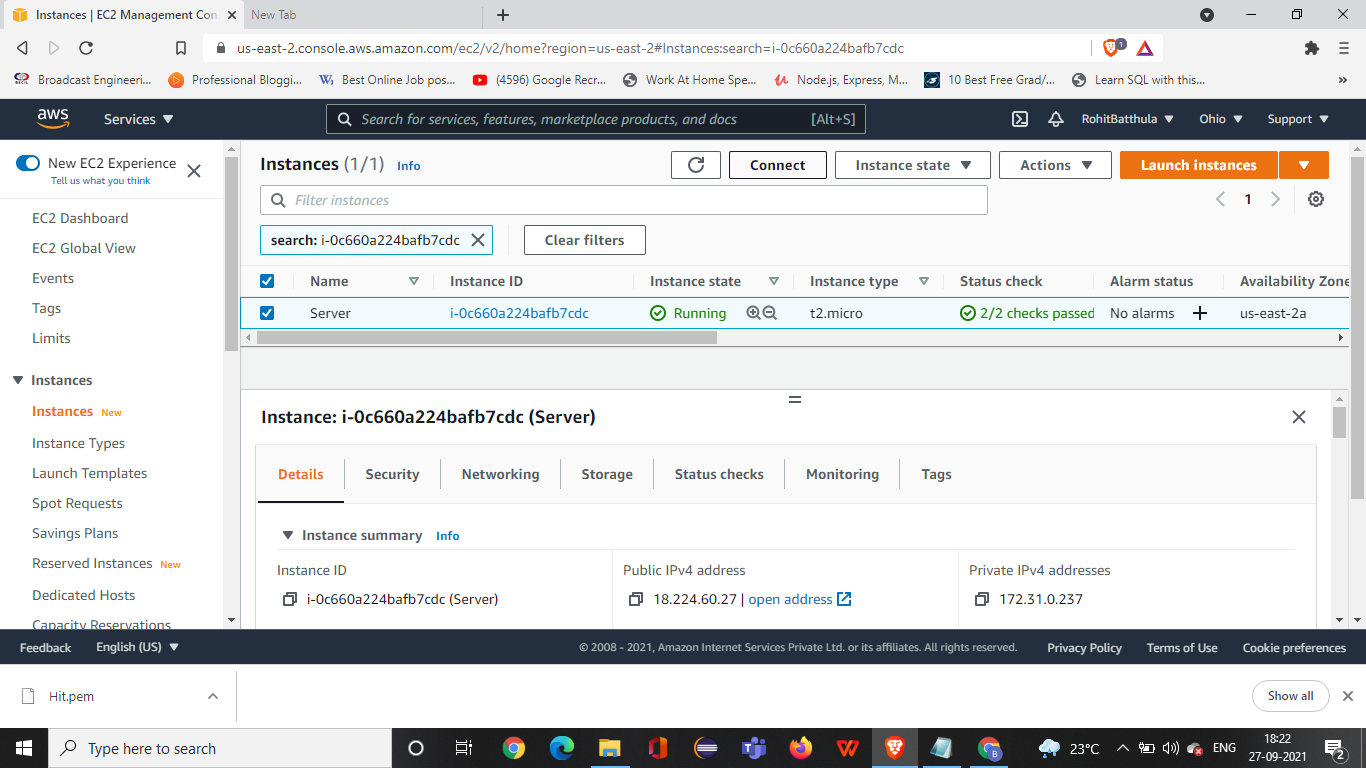 Instances | EC2 Management Con
New Tab
us-east-2.console.aws.amazon.com/ec2/v2/home?region=us-east-2#Instances:search=i-0c660a224bafb7cdc
1
BECIL Broadcast Engineeri... Professional Bloggi... Best Online Job pos... (4596) Google Recr... Work At Home Spe... Node.js, Express, M... 10 Best Free Grad/... Learn SQL with this... »
aws Services Search for services, features, marketplace products, and docs [Alt+S] RohitBatthula Ohio Support
New EC2 Experience
Tell us what you think
EC2 Dashboard
EC2 Global View
Events
Tags
Limits
Instances
Instances New
Instance Types
Launch Templates
Spot Requests
Savings Plans
Reserved Instances New
Dedicated Hosts
Capacity Reservations
Instances (1/1) Info Connect Instance state Actions Launch instances
Filter instances 1
search: i-0c660a224bafb7cdc Clear filters
Name Instance ID Instance state Instance type Status check Alarm status Availability Zone
Server i-0c660a224bafb7cdc Running t2.micro 2/2 checks passed No alarms us-east-2a
Instance: i-0c660a224bafb7cdc (Server)
Details Security Networking Storage Status checks Monitoring Tags
Instance summary Info
Instance ID Public IPv4 address Private IPv4 addresses
i-0c660a224bafb7cdc (Server) 18.224.60.27 | open address 172.31.0.237
Feedback English (US) © 2008 - 2021, Amazon Internet Services Private Ltd. or its affiliates. All rights reserved. Privacy Policy Terms of Use Cookie preferences
Hit.pem Show all
Type here to search 23°C ENG 18:22
27-09-2021 2